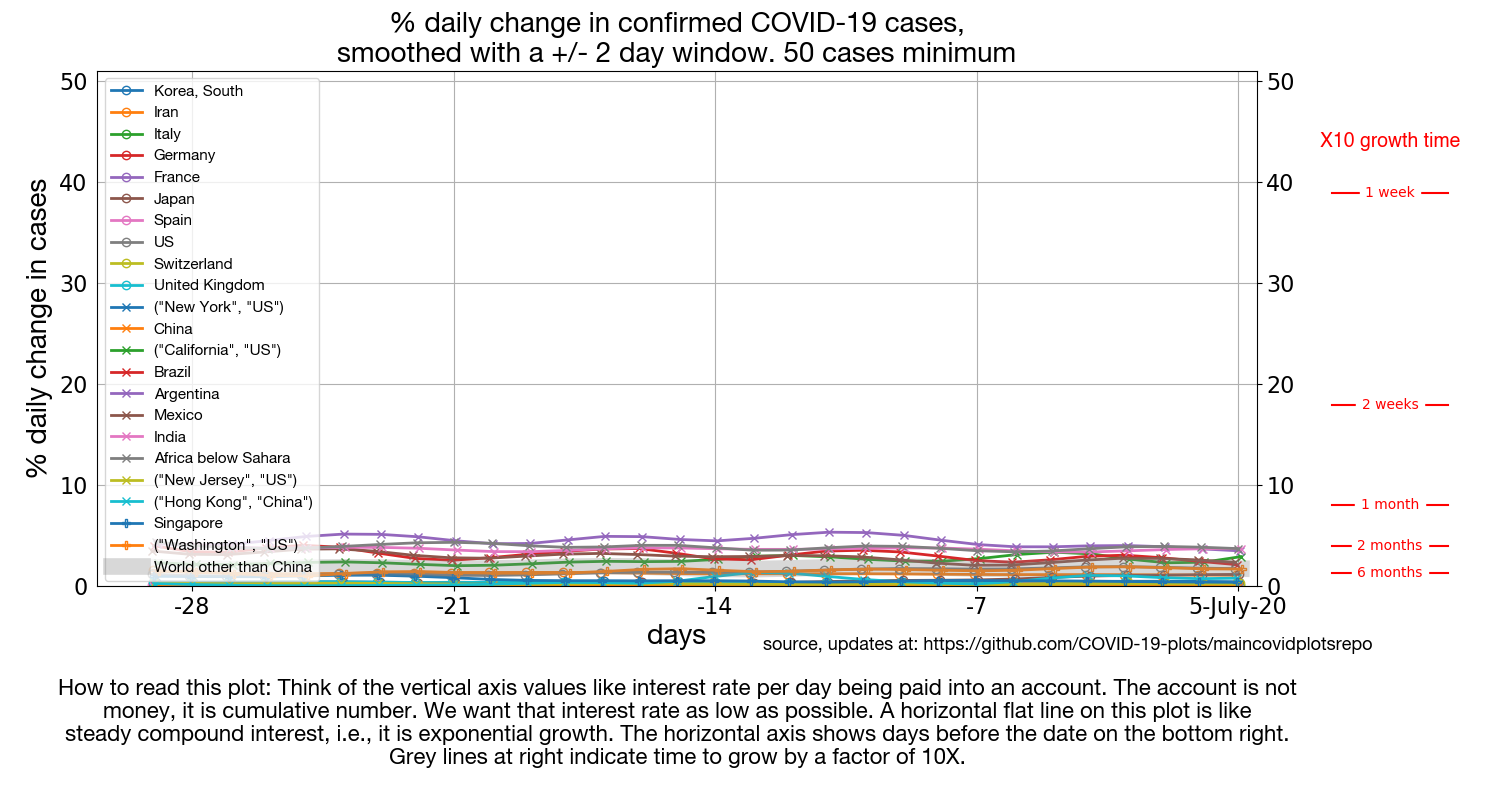 % daily change in confirmed COVID-19 cases,
smoothed with a +/- 2 day window. 50 cases minimum
% daily change in cases
50
40
30
20
10
0
Korea, South
Iran
Italy
Germany
France
Japan
Spain
US
Switzerland
United Kingdom
("New York", "US")
China
("California", "US")
Brazil
Argentina
Mexico
India
Africa below Sahara
("New Jersey", "US")
("Hong Kong", "China")
Singapore
("Washington", "US")
World other than China
50
40
30
20
10
0
X10 growth time
1 week
2 weeks
1 month
2 months
6 months
-28
-21
-14
-7
5-July-20
days
source, updates at: https://github.com/COVID-19-plots/maincovidplotsrepo
How to read this plot: Think of the vertical axis values like interest rate per day being paid into an account. The account is not
money, it is cumulative number. We want that interest rate as low as possible. A horizontal flat line on this plot is like
steady compound interest, i.e., it is exponential growth. The horizontal axis shows days before the date on the bottom right.
Grey lines at right indicate time to grow by a factor of 10X.